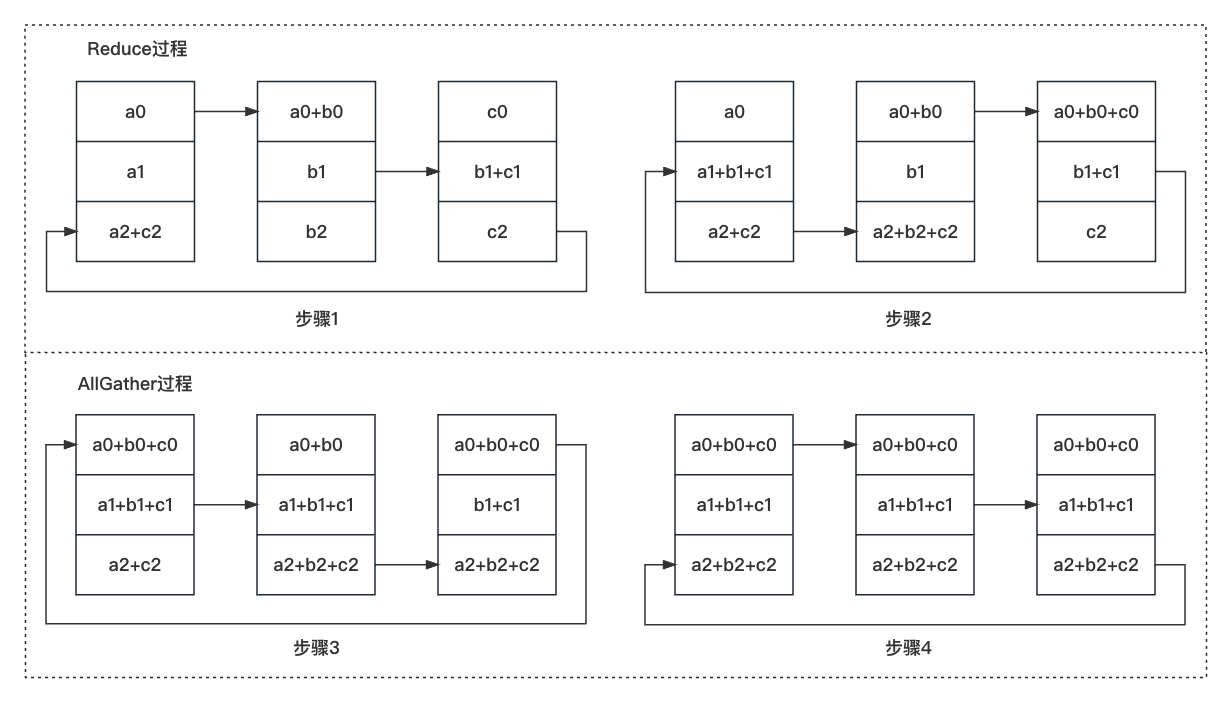 Reduce过程
a0 a0+b0 c0 a0 a0+b0 a0+b0+c0
a1 b1 b1+c1 a1+b1+c1 b1 b1+c1
a2+c2 b2 c2 a2+c2 a2+b2+c2 c2
步骤1 步骤2
AllGather过程
a0+b0+c0 a0+b0 a0+b0+c0 a0+b0+c0 a0+b0+c0 a0+b0+c0
a1+b1+c1 a1+b1+c1 b1+c1 a1+b1+c1 a1+b1+c1 a1+b1+c1
a2+c2 a2+b2+c2 a2+b2+c2 a2+b2+c2 a2+b2+c2 a2+b2+c2
步骤3 步骤4